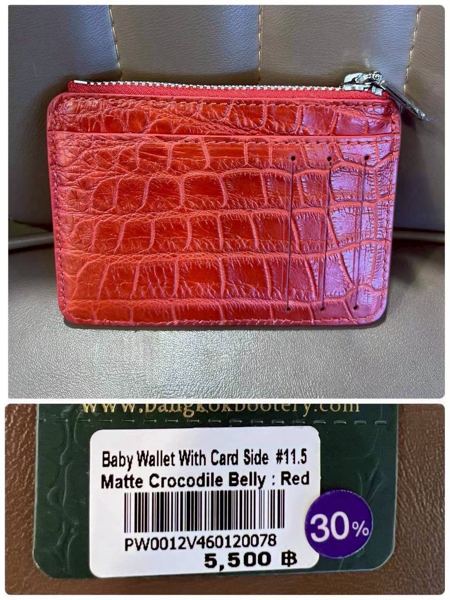 www.bangkokbootery.com
Baby Wallet With Card Side #11.5
Matte Crocodile Belly : Red
PW0012V460120078
5,500 ฿
30%